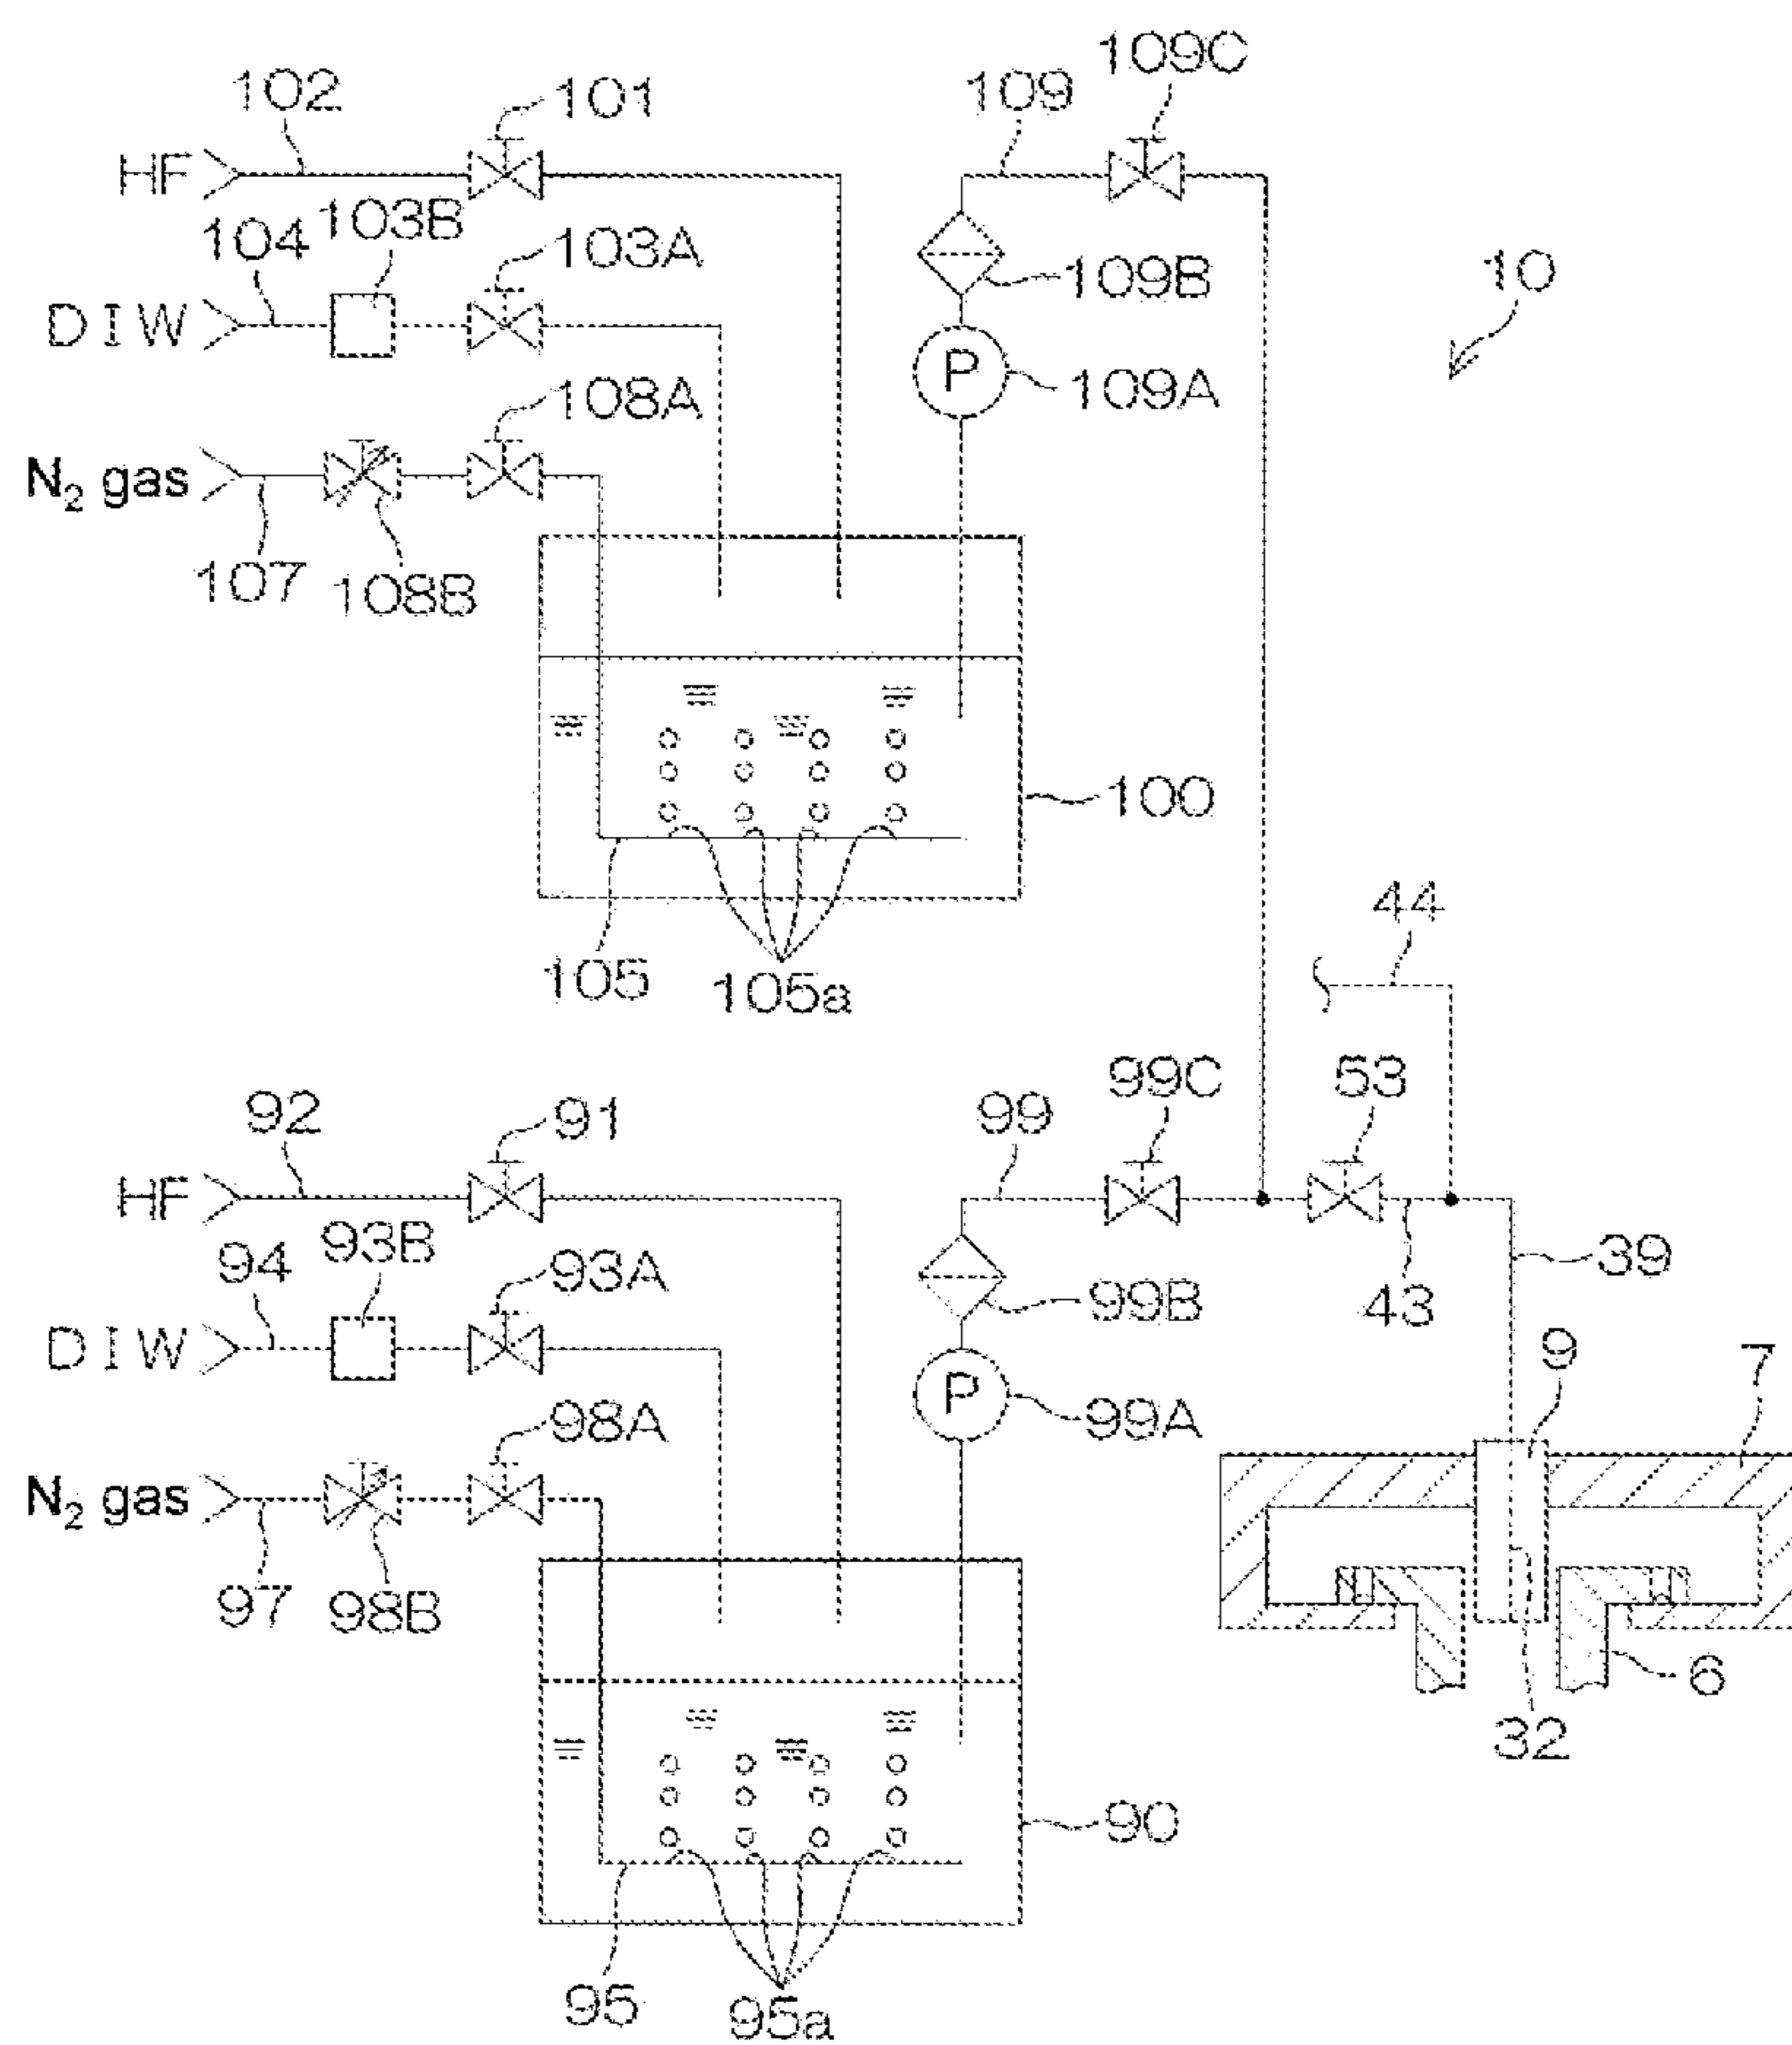 109C
102
101
109
HF
103B
104
103A
109B
10
DIW
P
109A
108A
N₂ gas
107
108B
100
44
105
105a
99C
53
92
91
99
HF
93B
94
93A
39
99B
43
DIW
9
7
P
99A
98A
N₂ gas
97
98B
6
32
90
95
95a